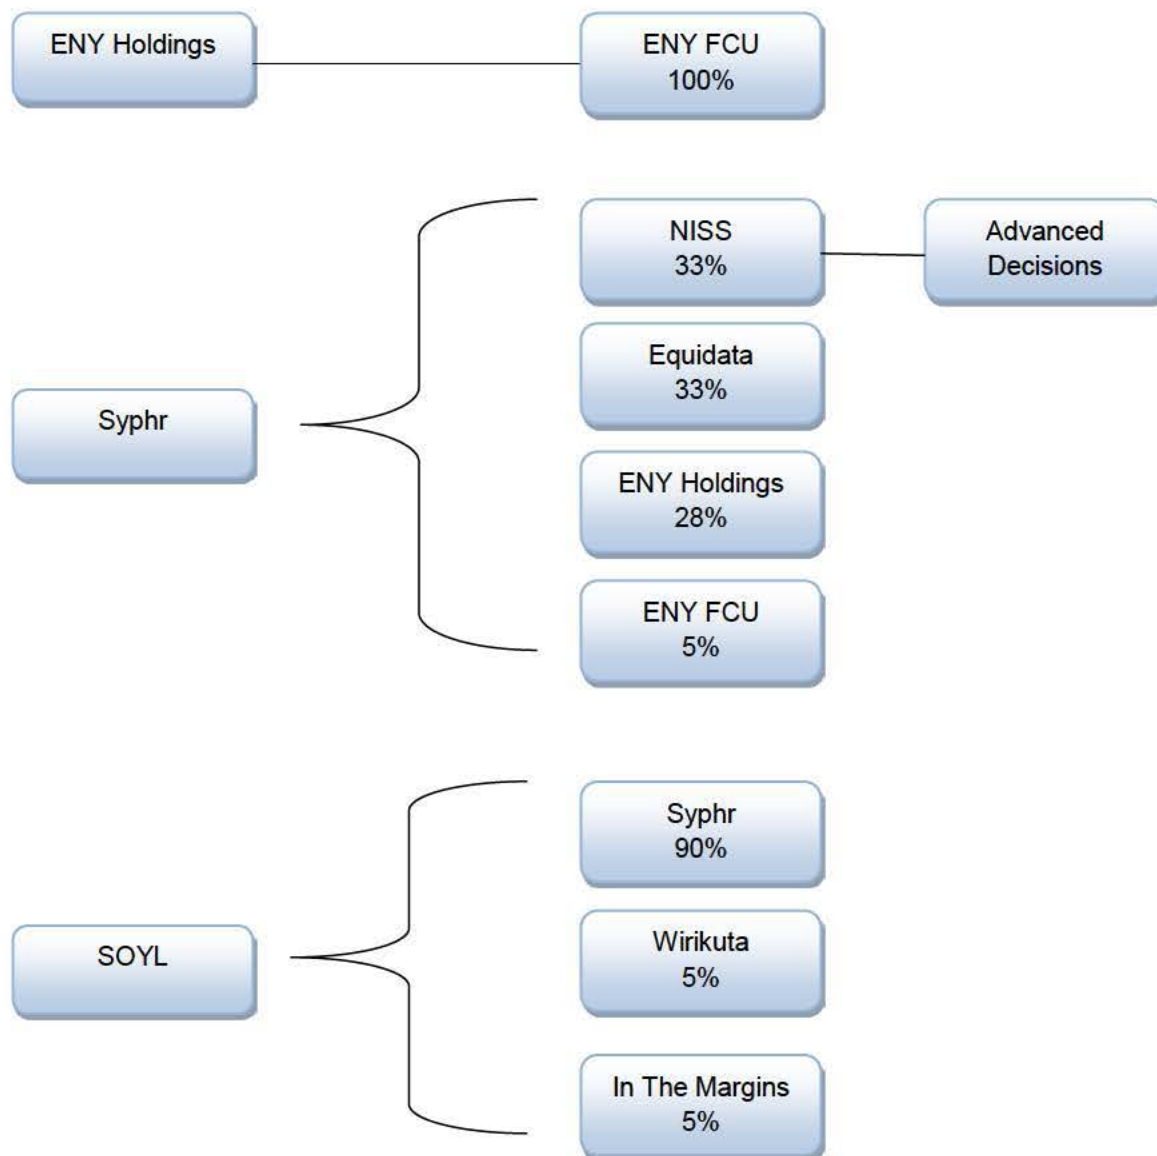 ENY Holdings
ENY FCU
100%
NISS
33%
Advanced
Decisions
Equidata
33%
Syphr
ENY Holdings
28%
ENY FCU
5%
Syphr
90%
SOYL
Wirikuta
5%
In The Margins
5%